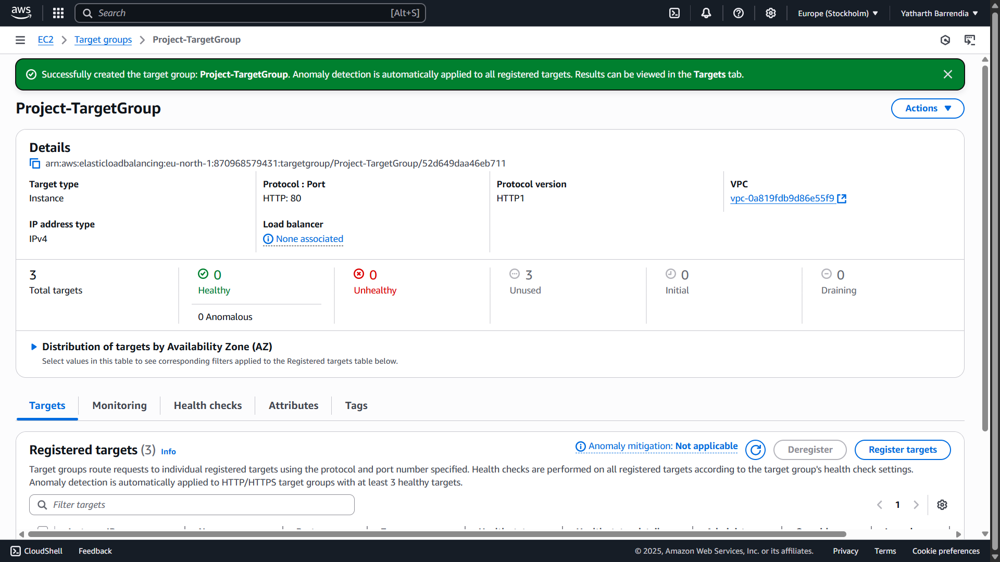 aws
Search [Alt+S]
Europe (Stockholm)
Yatharth Barrendia
EC2
Target groups
Project-TargetGroup
Successfully created the target group: Project-TargetGroup. Anomaly detection is automatically applied to all registered targets. Results can be viewed in the Targets tab.
Project-TargetGroup
Actions
Details
arn:aws:elasticloadbalancing:eu-north-1:870968579431:targetgroup/Project-TargetGroup/52d649daa46eb711
Target type
Instance
Protocol : Port
HTTP: 80
Protocol version
HTTP1
VPC
vpc-0a819fdb9d86e55f9
IP address type
IPv4
Load balancer
None associated
3
Total targets
0
Healthy
0 Anomalous
0
Unhealthy
3
Unused
0
Initial
0
Draining
Distribution of targets by Availability Zone (AZ)
Select values in this table to see corresponding filters applied to the Registered targets table below.
Targets
Monitoring
Health checks
Attributes
Tags
Registered targets (3) Info
Anomaly mitigation: Not applicable
Deregister
Register targets
Target groups route requests to individual registered targets using the protocol and port number specified. Health checks are performed on all registered targets according to the target group's health check settings.
Anomaly detection is automatically applied to HTTP/HTTPS target groups with at least 3 healthy targets.
Filter targets
1
CloudShell
Feedback
© 2025, Amazon Web Services, Inc. or its affiliates.
Privacy
Terms
Cookie preferences